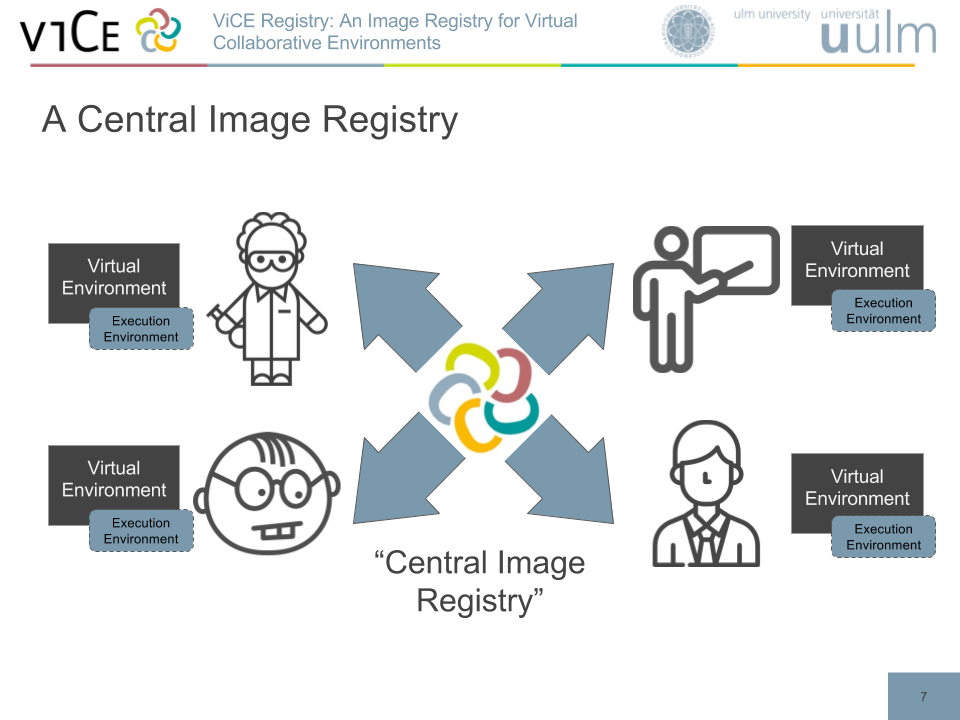 ViCE
ViCE Registry: An Image Registry for Virtual
Collaborative Environments
ulm university universität
uulm
A Central Image Registry
Virtual
Environment
Execution
Environment
Virtual
Environment
Execution
Environment
Virtual
Environment
Execution
Environment
Virtual
Environment
Execution
Environment
“Central Image
Registry”
7